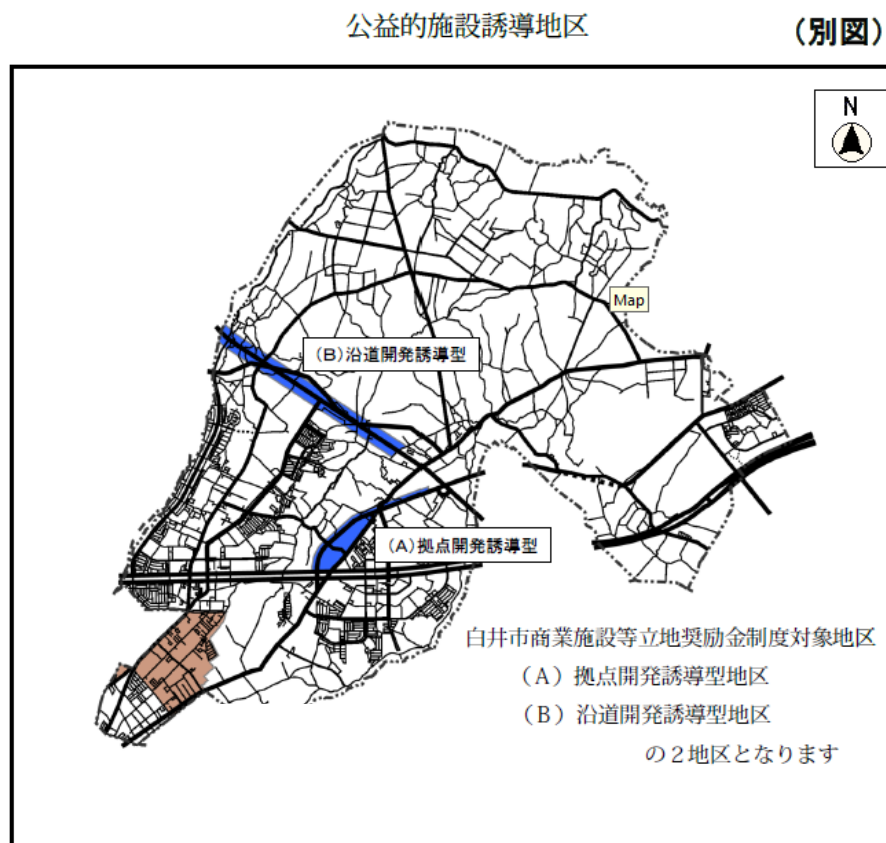 公益的施設誘導地区
（別図）
N
Map
（B）沿道開発誘導型
（A）拠点開発誘導型
白井市商業施設等立地奨励金制度対象地区
（A）拠点開発誘導型地区
（B）沿道開発誘導型地区
の２地区となります